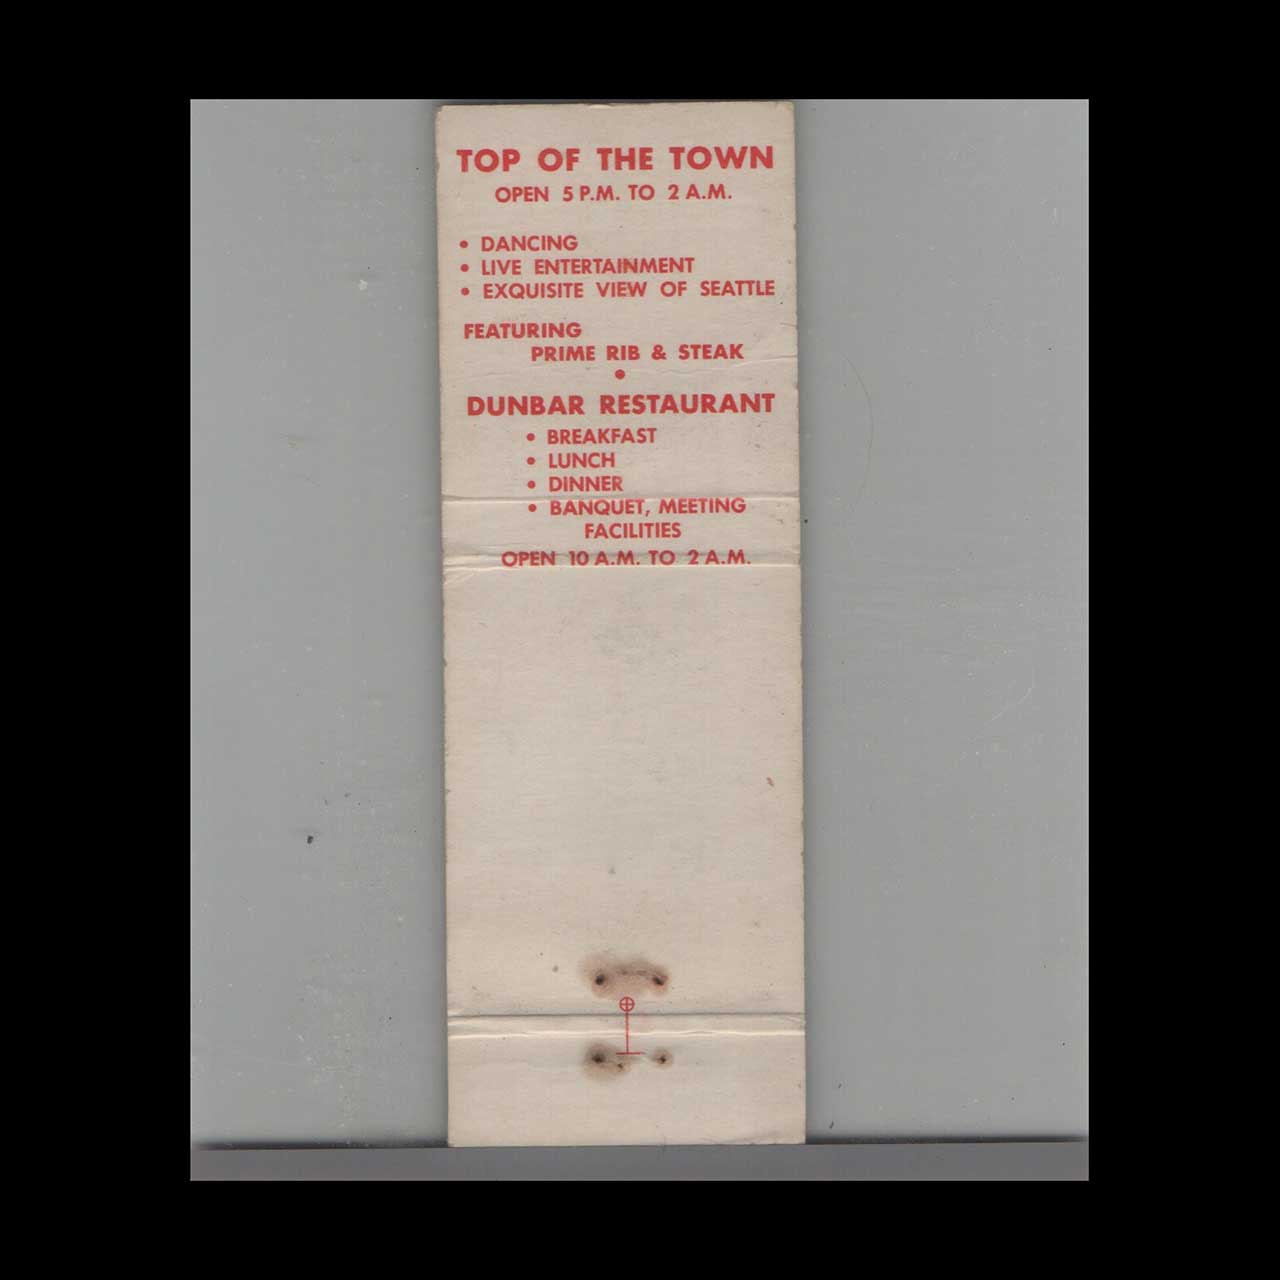 TOP OF THE TOWN
OPEN 5 P.M. TO 2 A.M.
• DANCING
• LIVE ENTERTAINMENT
• EXQUISITE VIEW OF SEATTLE
FEATURING
PRIME RIB & STEAK
•
DUNBAR RESTAURANT
• BREAKFAST
• LUNCH
• DINNER
• BANQUET, MEETING
FACILITIES
OPEN 10 A.M. TO 2 A.M.